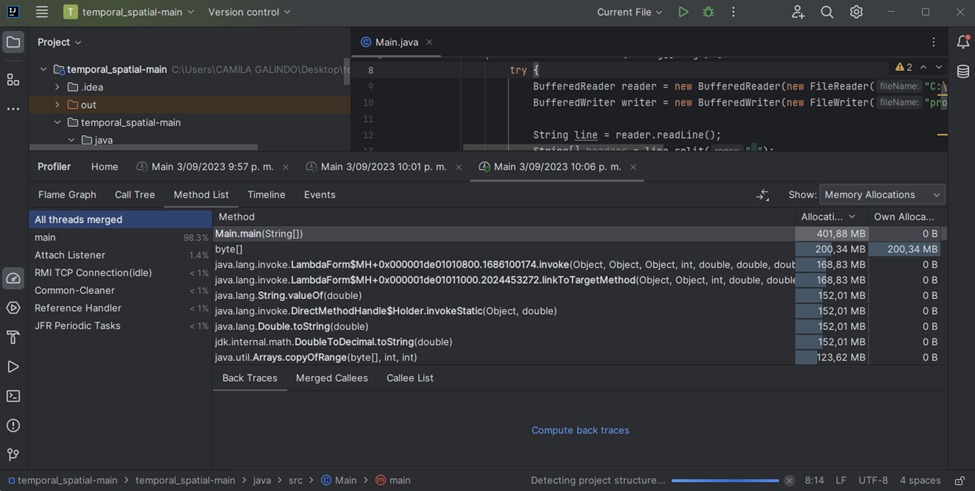 T temporal_spatial-main Version control Current File
Project
Main.java
temporal_spatial-main C:\Users\CAMILA GALINDO\Desktop\te
.idea
out
temporal_spatial-main
java
8 try {
9 BufferedReader reader = new BufferedReader(new FileReader( fileName: "C:\
10 BufferedWriter writer = new BufferedWriter(new FileWriter( fileName: "pro
11
12 String line = reader.readLine();
2
Profiler Home Main 3/09/2023 9:57 p. m. Main 3/09/2023 10:01 p. m. Main 3/09/2023 10:06 p. m.
Flame Graph Call Tree Method List Timeline Events Show: Memory Allocations
All threads merged
main 98.3%
Attach Listener 1.4%
RMI TCP Connection(idle) < 1%
Common-Cleaner < 1%
Reference Handler < 1%
JFR Periodic Tasks < 1%
Method Allocati... Own Alloca...
Main.main(String[]) 401,88 MB 0 B
byte[] 200,34 MB 200,34 MB
java.lang.invoke.LambdaForm$MH+0x000001de01010800.1686100174.invoke(Object, Object, Object, int, double, double, doub 168,83 MB 0 B
java.lang.invoke.LambdaForm$MH+0x000001de01011000.2024453272.linkToTargetMethod(Object, Object, int, double, doubl 168,83 MB 0 B
java.lang.String.valueOf(double) 152,01 MB 0 B
java.lang.invoke.DirectMethodHandle$Holder.invokeStatic(Object, double) 152,01 MB 0 B
java.lang.Double.toString(double) 152,01 MB 0 B
jdk.internal.math.DoubleToDecimal.toString(double) 152,01 MB 0 B
java.util.Arrays.copyOfRange(byte[], int, int) 123,62 MB 0 B
Back Traces Merged Callees Callee List
Compute back traces
temporal_spatial-main > temporal_spatial-main > java > src > Main > main Detecting project structure... 8:14 LF UTF-8 4 spaces